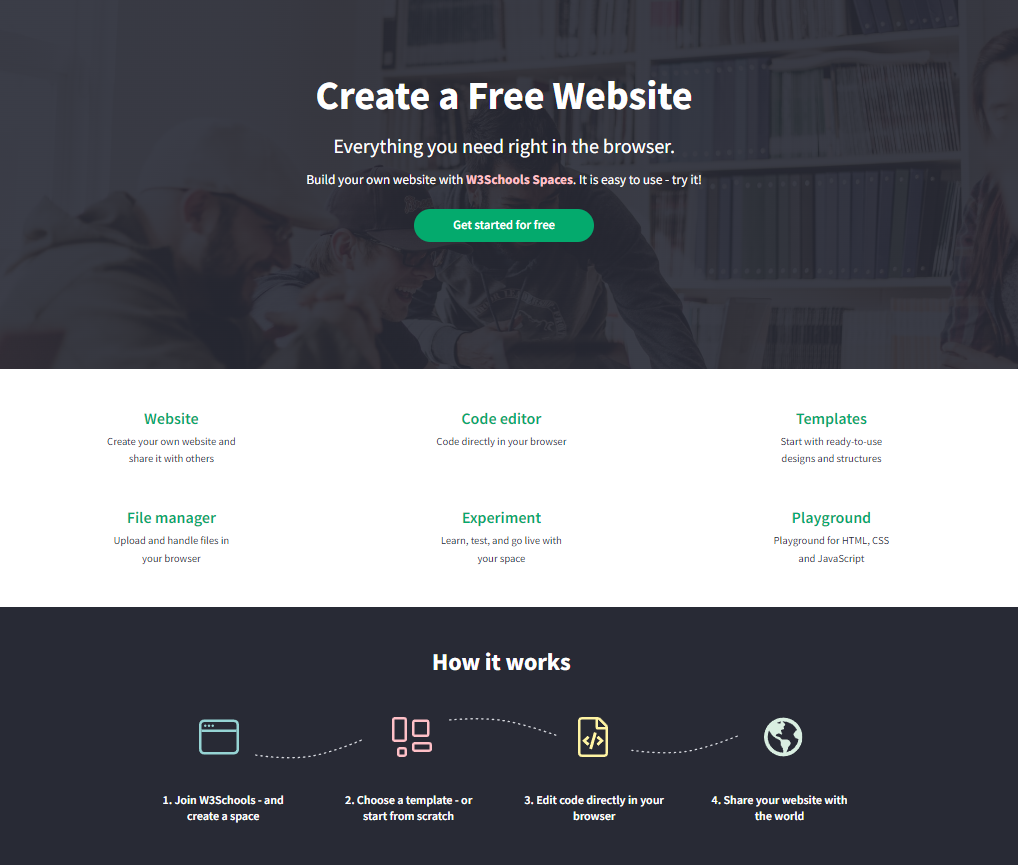 Create a Free Website
Everything you need right in the browser.
Build your own website with W3Schools Spaces. It is easy to use - try it!
Get started for free
Website
Create your own website and
share it with others
Code editor
Code directly in your browser
Templates
Start with ready-to-use
designs and structures
File manager
Upload and handle files in
your browser
Experiment
Learn, test, and go live with
your space
Playground
Playground for HTML, CSS
and JavaScript
How it works
1. Join W3Schools - and
create a space
2. Choose a template - or
start from scratch
3. Edit code directly in your
browser
4. Share your website with
the world